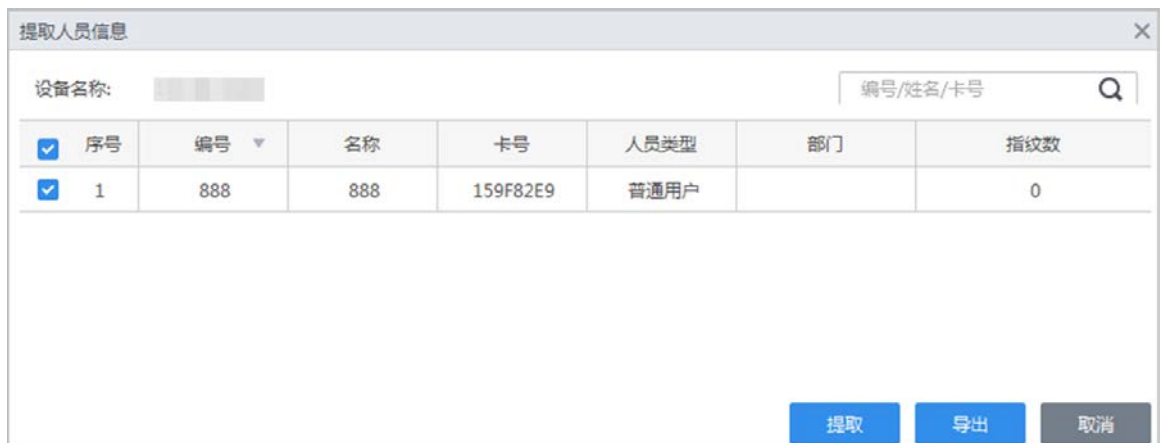 提取人员信息
设备名称: 编号/姓名/卡号
序号 编号 名称 卡号 人员类型 部门 指纹数
1 888 888 159F82E9 普通用户 0
提取 导出 取消